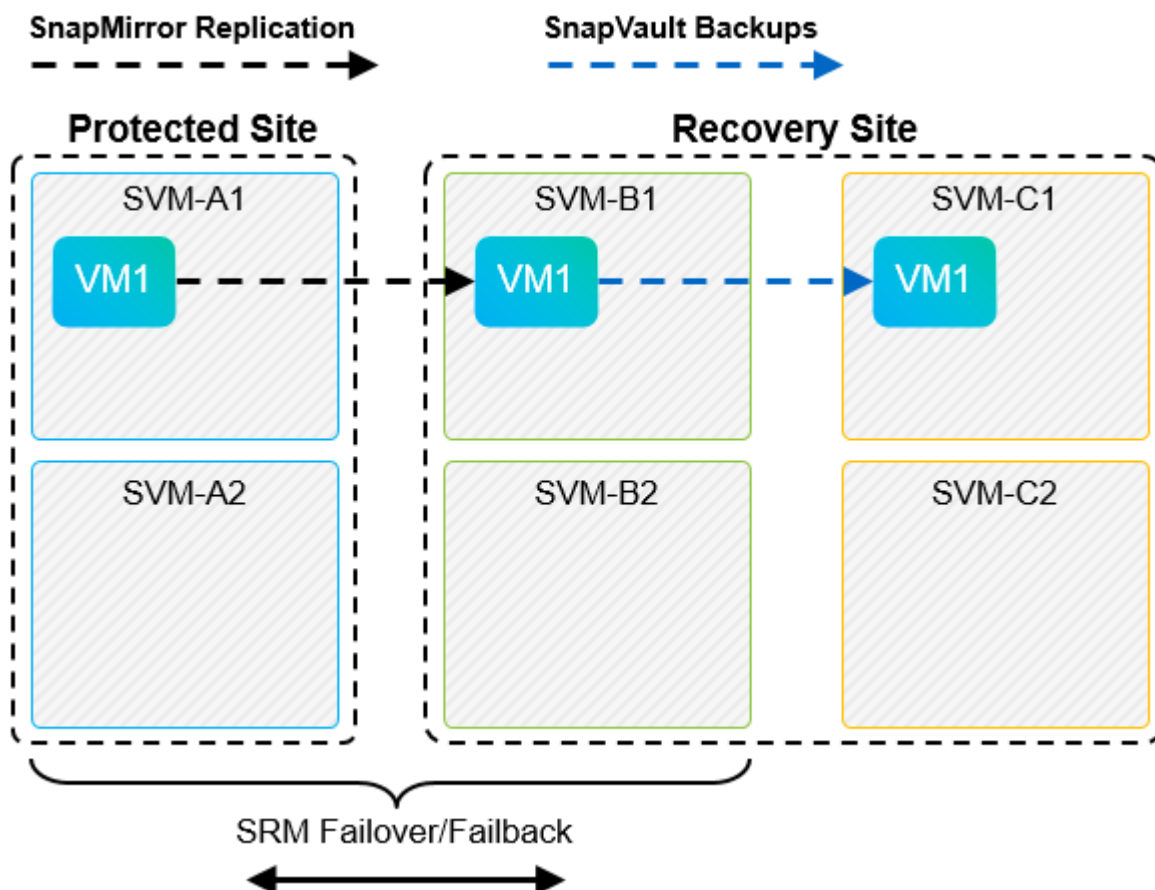 SnapMirror Replication
SnapVault Backups
Protected Site
Recovery Site
SVM-A1
SVM-B1
SVM-C1
VM1
VM1
VM1
SVM-A2
SVM-B2
SVM-C2
SRM Failover/Failback